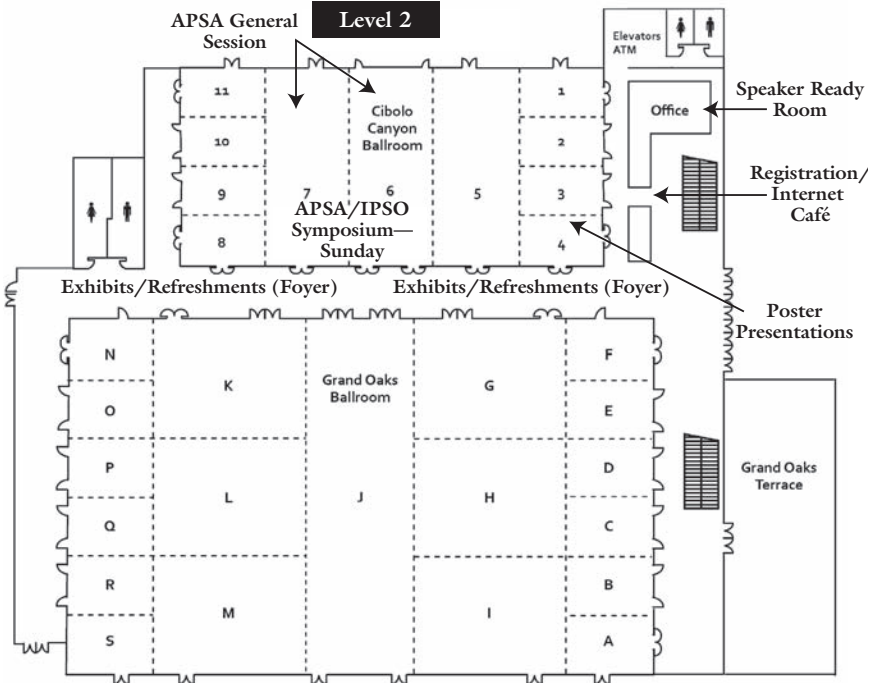 APSA General
Session
Level 2
Elevators
ATM
11
1
Cibolo
Canyon
Ballroom
Office
Speaker Ready
Room
10
2
9
7
6
5
3
Registration/
Internet
Café
APSA/IPSO
Symposium—
Sunday
8
4
Exhibits/Refreshments (Foyer)
Exhibits/Refreshments (Foyer)
Poster
Presentations
N
F
K
Grand Oaks
Ballroom
G
O
E
P
D
Grand Oaks
Terrace
L
J
H
Q
C
R
B
M
I
S
A